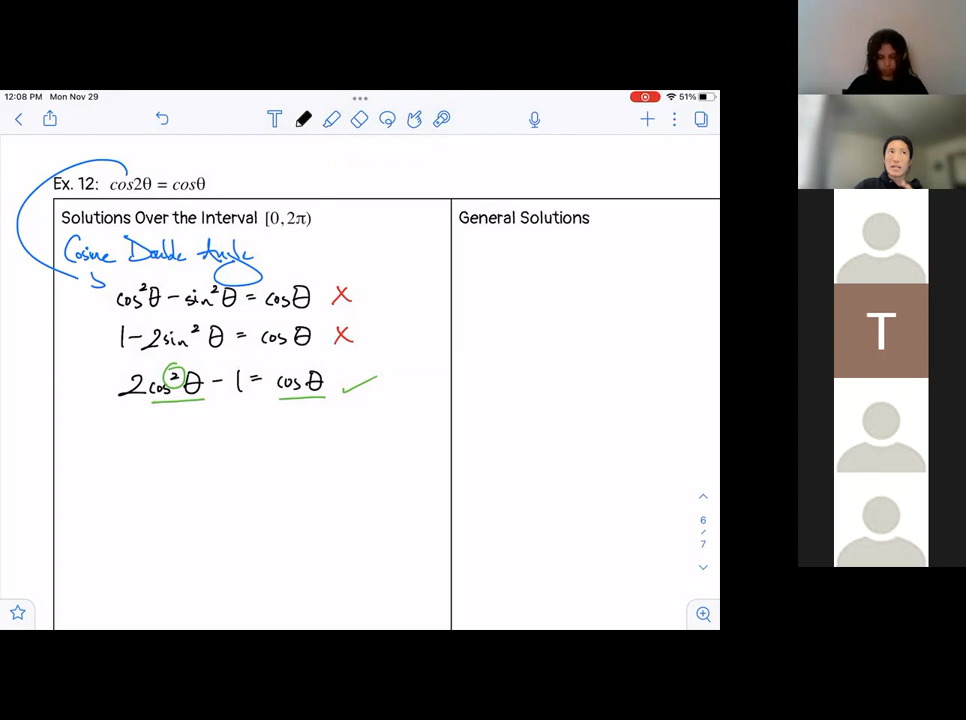 12:08 PM Mon Nov 29
51%
Ex. 12: cos2θ = cosθ
Solutions Over the Interval [0, 2π)
General Solutions
Cosine Double Angle
cos²θ − sin²θ = cosθ ✗
1 − 2sin²θ = cosθ ✗
2cos²θ − 1 = cosθ ✓
6
/
7
T
T